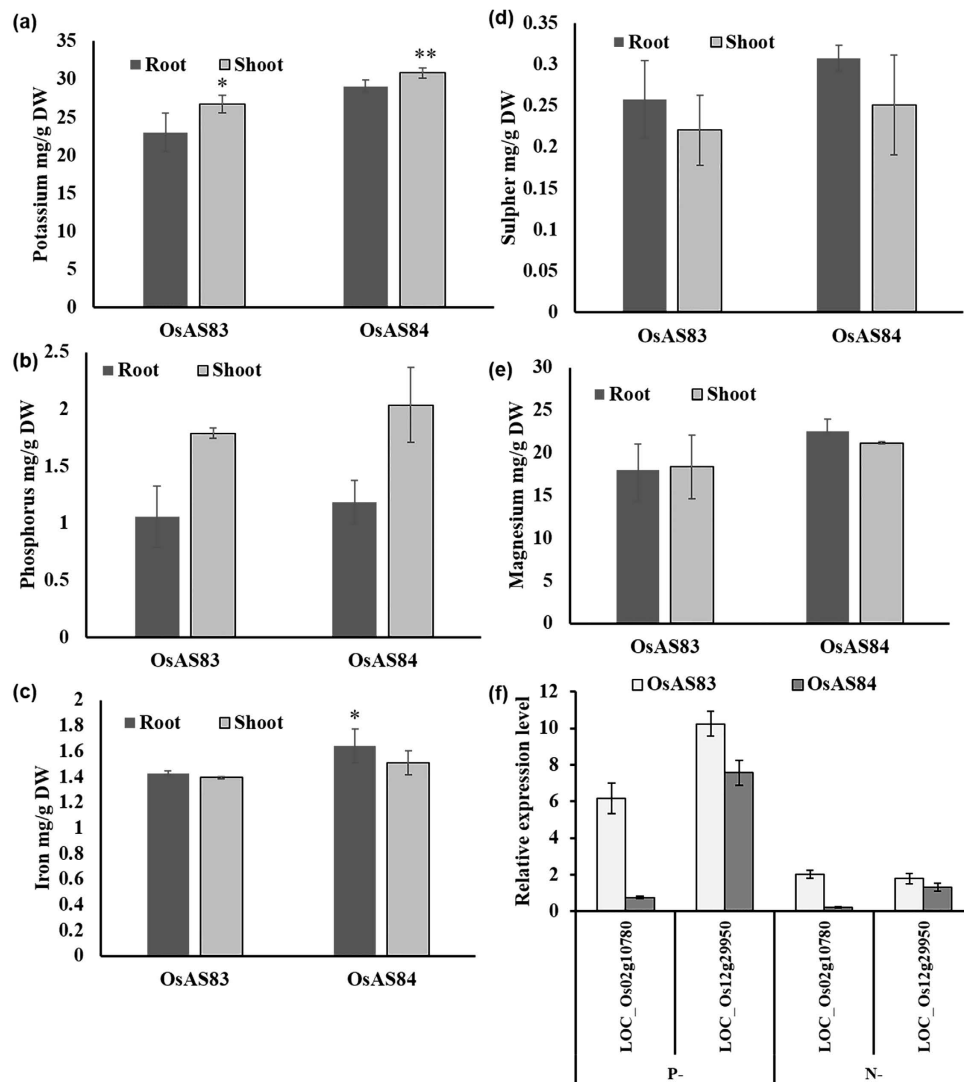 (a)
Potassium mg/g DW
35
30
25
20
15
10
5
0
Root Shoot
*
**
OsAS83 OsAS84
(b)
Phosphorus mg/g DW
2.5
2
1.5
1
0.5
0
Root Shoot
OsAS83 OsAS84
(c)
Iron mg/g DW
2
1.8
1.6
1.4
1.2
1
0.8
0.6
0.4
0.2
0
Root Shoot
*
OsAS83 OsAS84
(d)
Sulpher mg/g DW
0.35
0.3
0.25
0.2
0.15
0.1
0.05
0
Root Shoot
OsAS83 OsAS84
(e)
Magnesium mg/g DW
30
25
20
15
10
5
0
Root Shoot
OsAS83 OsAS84
(f)
Relative expression level
12
10
8
6
4
2
0
OsAS83 OsAS84
LOC_Os02g10780
LOC_Os12g29950
LOC_Os02g10780
LOC_Os12g29950
P- N-